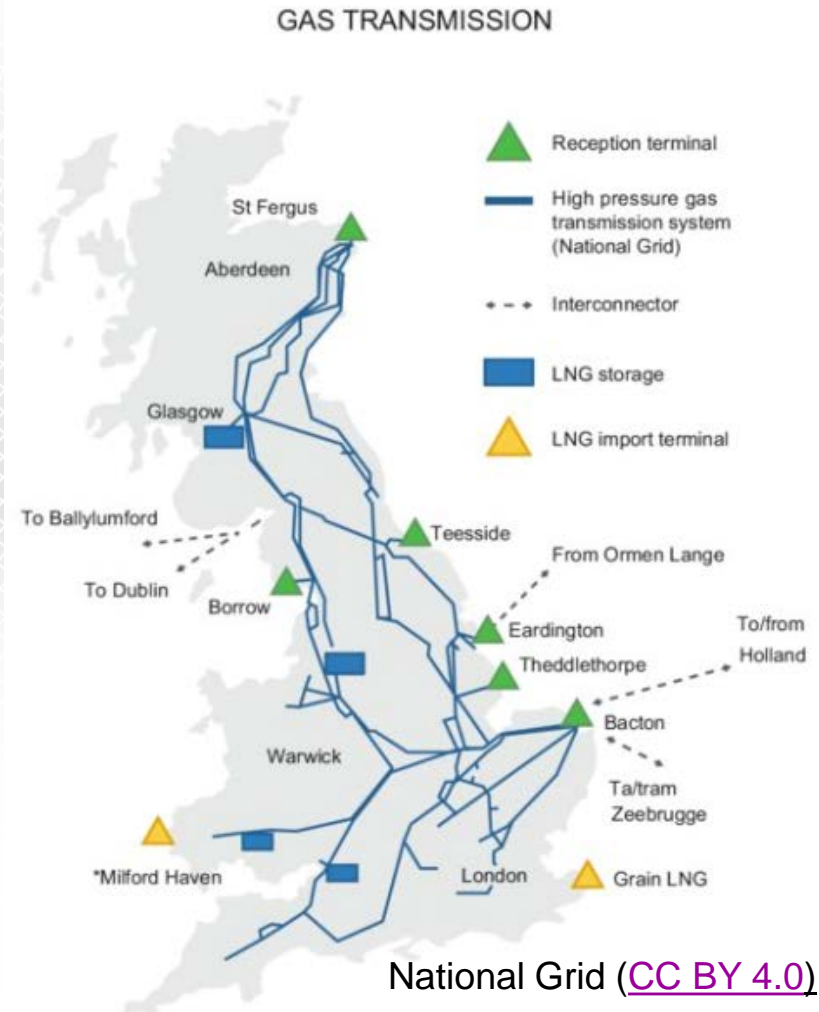 GAS TRANSMISSION
Reception terminal
High pressure gas
transmission system
(National Grid)
Interconnector
LNG storage
LNG import terminal
St Fergus
Aberdeen
Glasgow
To Ballylumford
To Dublin
Borrow
Teesside
From Ormen Lange
Eardington
To/from
Holland
Theddlethorpe
Bacton
Warwick
Ta/tram
Zeebrugge
*Milford Haven
London
Grain LNG
National Grid (CC BY 4.0)